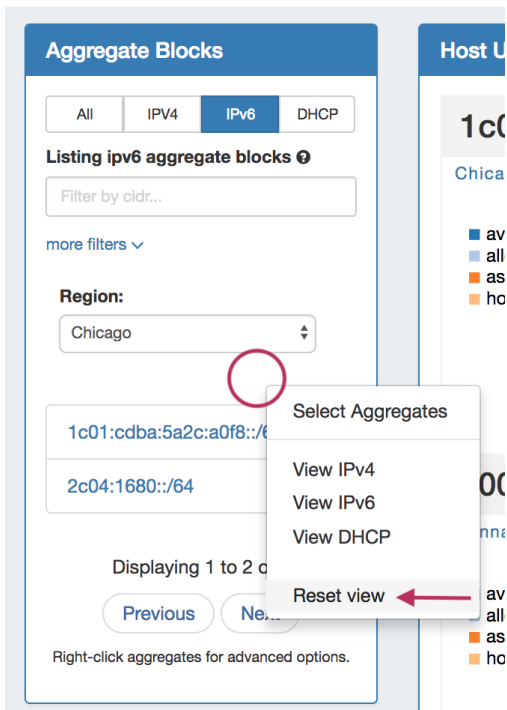 Aggregate Blocks
All IPV4 IPv6 DHCP
Listing ipv6 aggregate blocks
Filter by cidr...
more filters
Region:
Chicago
1c01:cdba:5a2c:a0f8::/6
2c04:1680::/64
Displaying 1 to 2 o
Previous
Right-click aggregates for advanced options.
Select Aggregates
View IPv4
View IPv6
View DHCP
Reset view
Host U
1c0
Chica
av
all
as
ho
av
all
as
ho